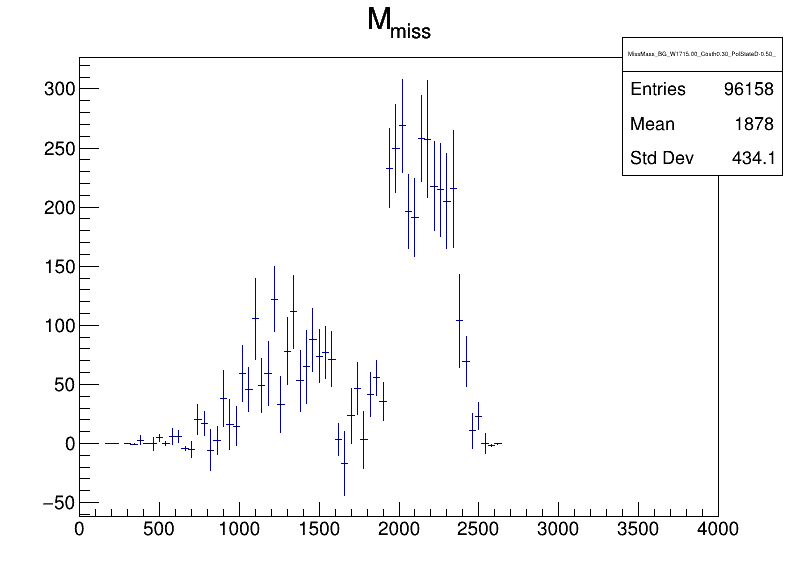 M_miss
MissMass_BG_W1715.00_Costh0.30_PolStateD-0.50_
Entries 96158
Mean 1878
Std Dev 434.1
300
250
200
150
100
50
0
−50
0 500 1000 1500 2000 2500 3000 3500 4000